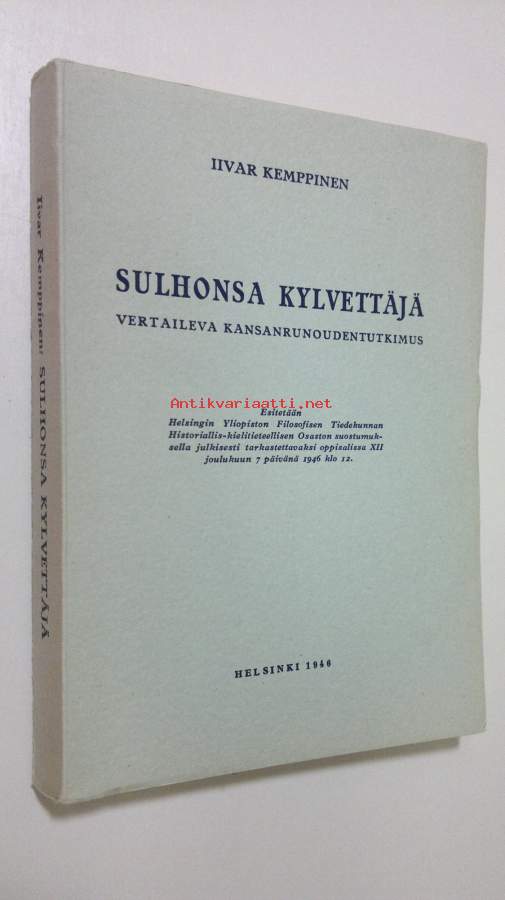 IIVAR KEMPPINEN
SULHONSA KYLVETTÄJÄ
VERTAILEVA KANSANRUNOUDENTUTKIMUS
Antikvariaatti.net
Esitetään
Helsingin Yliopiston Filosofisen Tiedekunnan
Historiallis-kielitieteellisen Osaston suostumuk-
sella julkisesti tarkastettavaksi oppisalissa XII
joulukuun 7 päivänä 1946 klo 12.
HELSINKI 1946
Iivar Kemppinen: SULHONSA KYLVETTÄJÄ